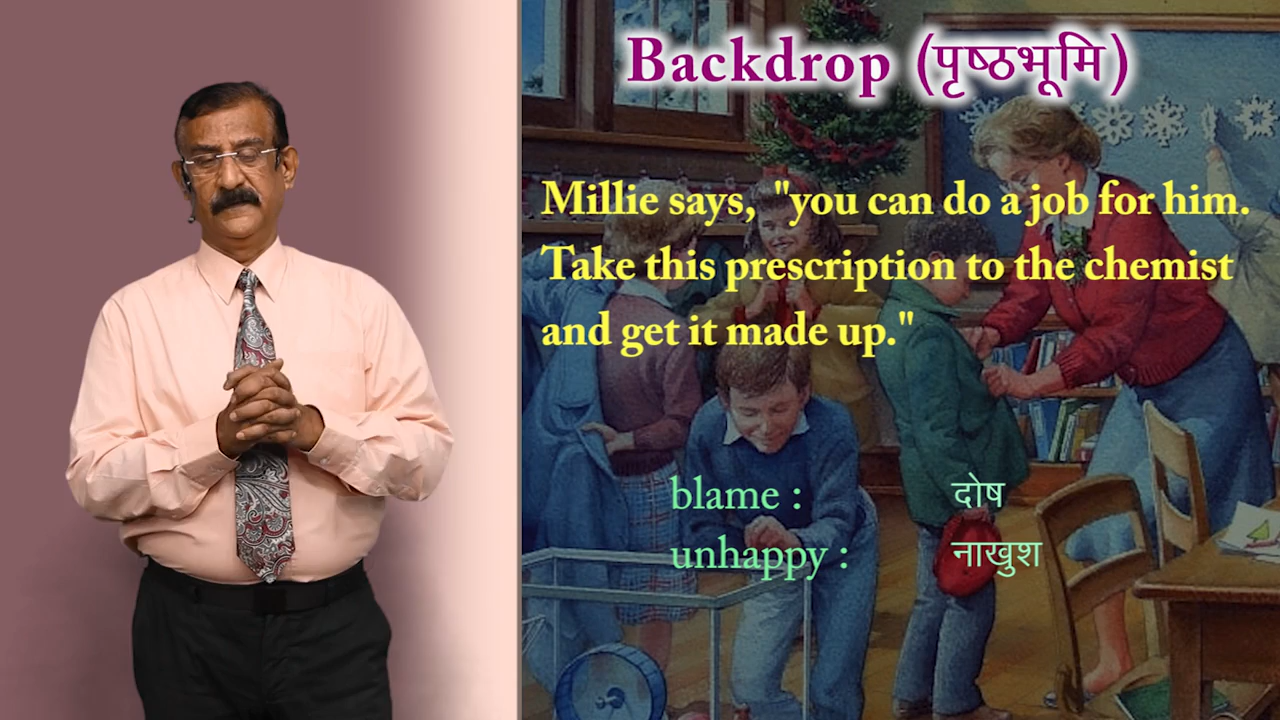 Backdrop (पृष्ठभूमि)
Millie says, "you can do a job for him.
Take this prescription to the chemist
and get it made up."
blame : दोष
unhappy : नाखुश